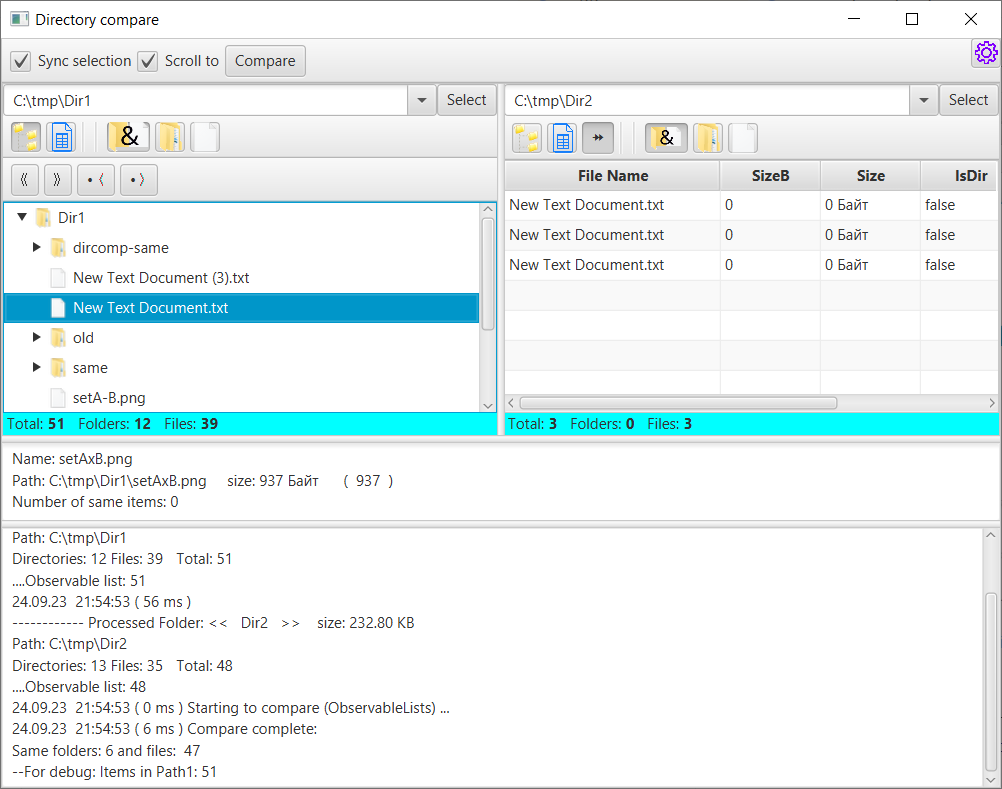 Directory compare
Sync selection Scroll to Compare
C:\tmp\Dir1 Select
C:\tmp\Dir2 Select
&
&
« » • < • >
Dir1
dircomp-same
New Text Document (3).txt
New Text Document.txt
old
same
setA-B.png
Total: 51 Folders: 12 Files: 39
File Name SizeB Size IsDir
New Text Document.txt 0 0 Байт false
New Text Document.txt 0 0 Байт false
New Text Document.txt 0 0 Байт false
Total: 3 Folders: 0 Files: 3
Name: setAxB.png
Path: C:\tmp\Dir1\setAxB.png size: 937 Байт ( 937 )
Number of same items: 0
Path: C:\tmp\Dir1
Directories: 12 Files: 39 Total: 51
....Observable list: 51
24.09.23 21:54:53 ( 56 ms )
------------ Processed Folder: << Dir2 >> size: 232.80 KB
Path: C:\tmp\Dir2
Directories: 13 Files: 35 Total: 48
....Observable list: 48
24.09.23 21:54:53 ( 0 ms ) Starting to compare (ObservableLists) ...
24.09.23 21:54:53 ( 6 ms ) Compare complete:
Same folders: 6 and files: 47
--For debug: Items in Path1: 51